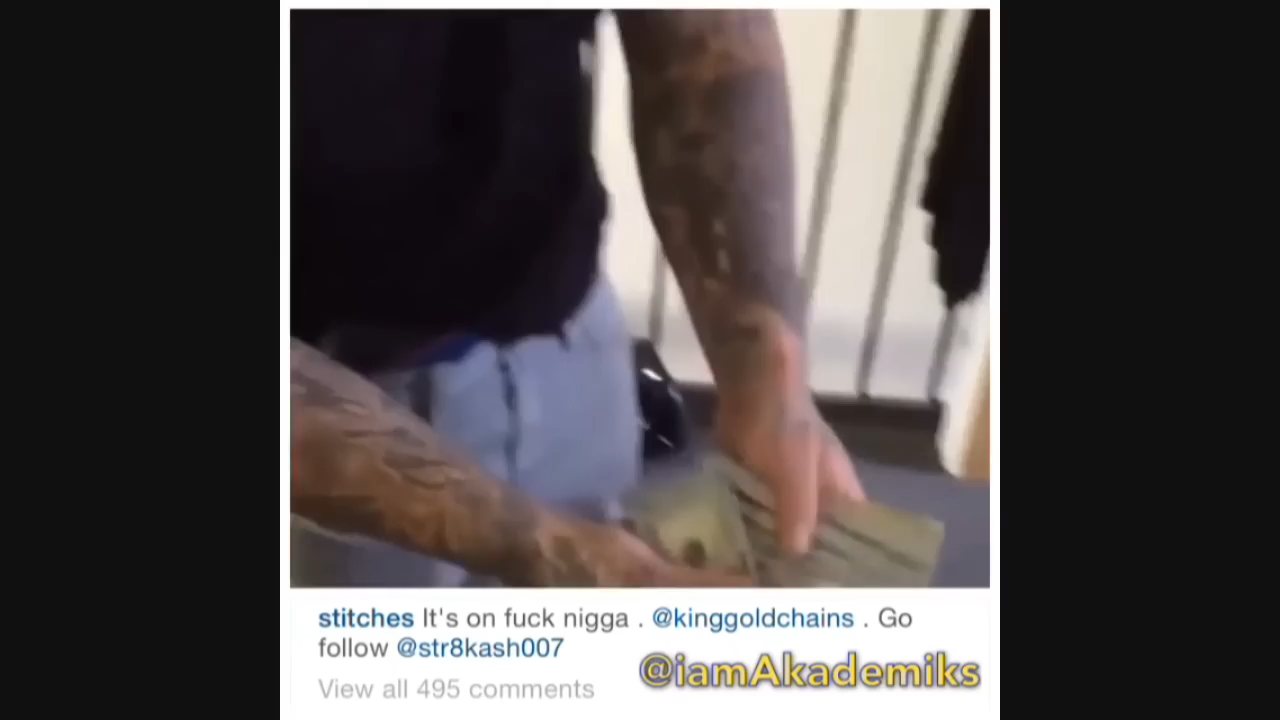 stitches It's on fuck nigga . @kinggoldchains . Go
follow @str8kash007
@iamAkademiks
View all 495 comments